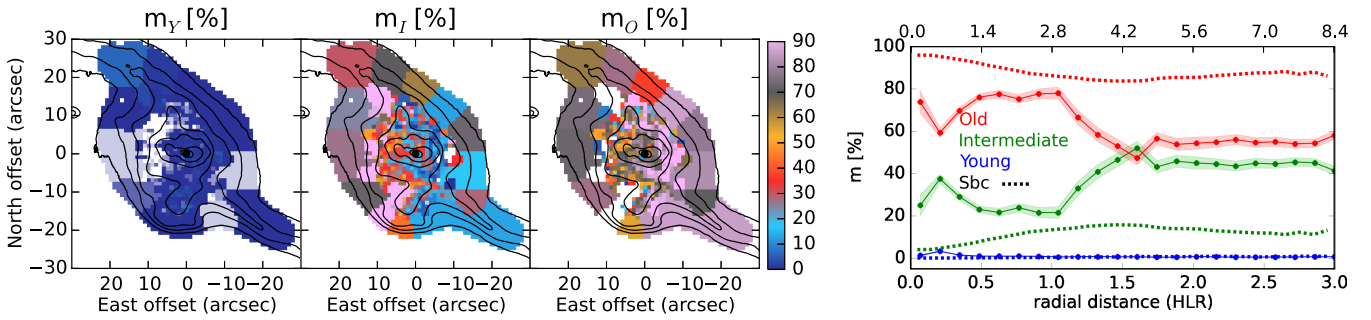 m_Y [%] m_I [%] m_O [%]
30 20 10 0 −10 −20 −30
North offset (arcsec)
20 10 0 −10 −20
East offset (arcsec)
20 10 0 −10 −20
East offset (arcsec)
20 10 0 −10 −20
East offset (arcsec)
90 80 70 60 50 40 30 20 10 0
0.0 1.4 2.8 4.2 5.6 7.0 8.4
100 80 60 40 20 0
m [%]
Old
Intermediate
Young
Sbc
0.0 0.5 1.0 1.5 2.0 2.5 3.0
radial distance (HLR)